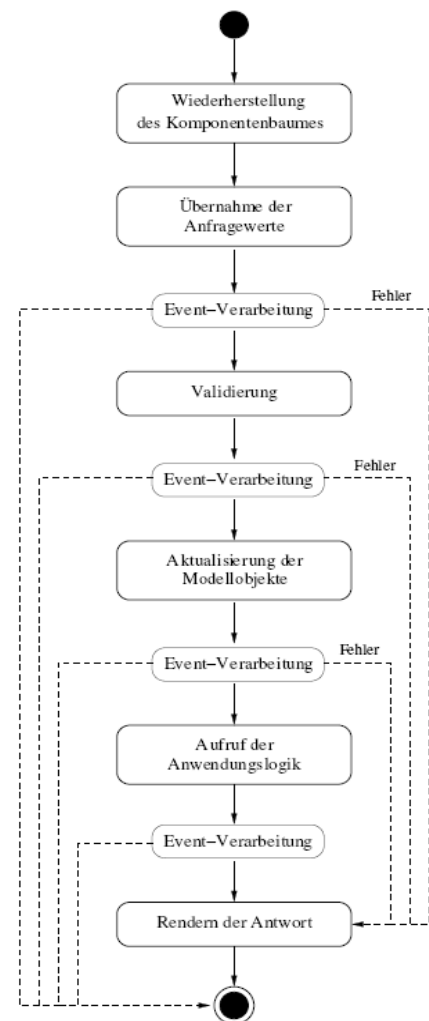 Wiederherstellung
des Komponentenbaumes
Übernahme der
Anfragewerte
Event–Verarbeitung
Fehler
Validierung
Event–Verarbeitung
Fehler
Aktualisierung der
Modellobjekte
Event–Verarbeitung
Fehler
Aufruf der
Anwendungslogik
Event–Verarbeitung
Rendern der Antwort